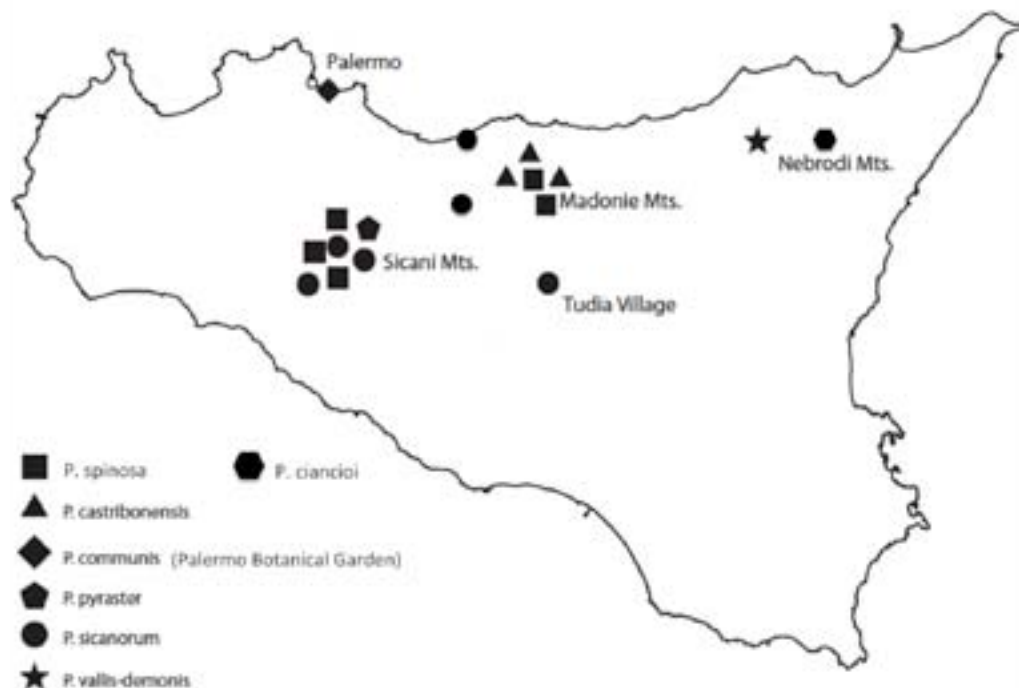 Palermo
Nebrodi Mts.
Madonie Mts.
Sicani Mts.
Tudia Village
P. spinosa
P. ciancioi
P. castribonensis
P. communis (Palermo Botanical Garden)
P. pyraster
P. sicanorum
P. vallis-demonis